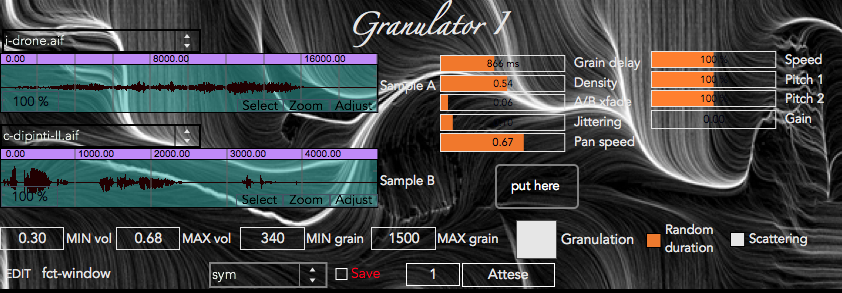 Granulator I
j-drone.aif
0.00 8000.00 16000.00
100 %
Select Zoom Adjust
Sample A
c-dipinti-II.aif
0.00 1000.00 2000.00 3000.00 4000.00
100 %
Select Zoom Adjust
Sample B
866 ms Grain delay
0.54 Density
0.06 A/B xfade
Jittering
0.67 Pan speed
100 % Speed
100 Pitch 1
100 Pitch 2
0.00 Gain
put here
0.30 MIN vol 0.68 MAX vol 340 MIN grain 1500 MAX grain
Granulation
Random
duration
Scattering
EDIT fct-window
sym
Save
1
Attese